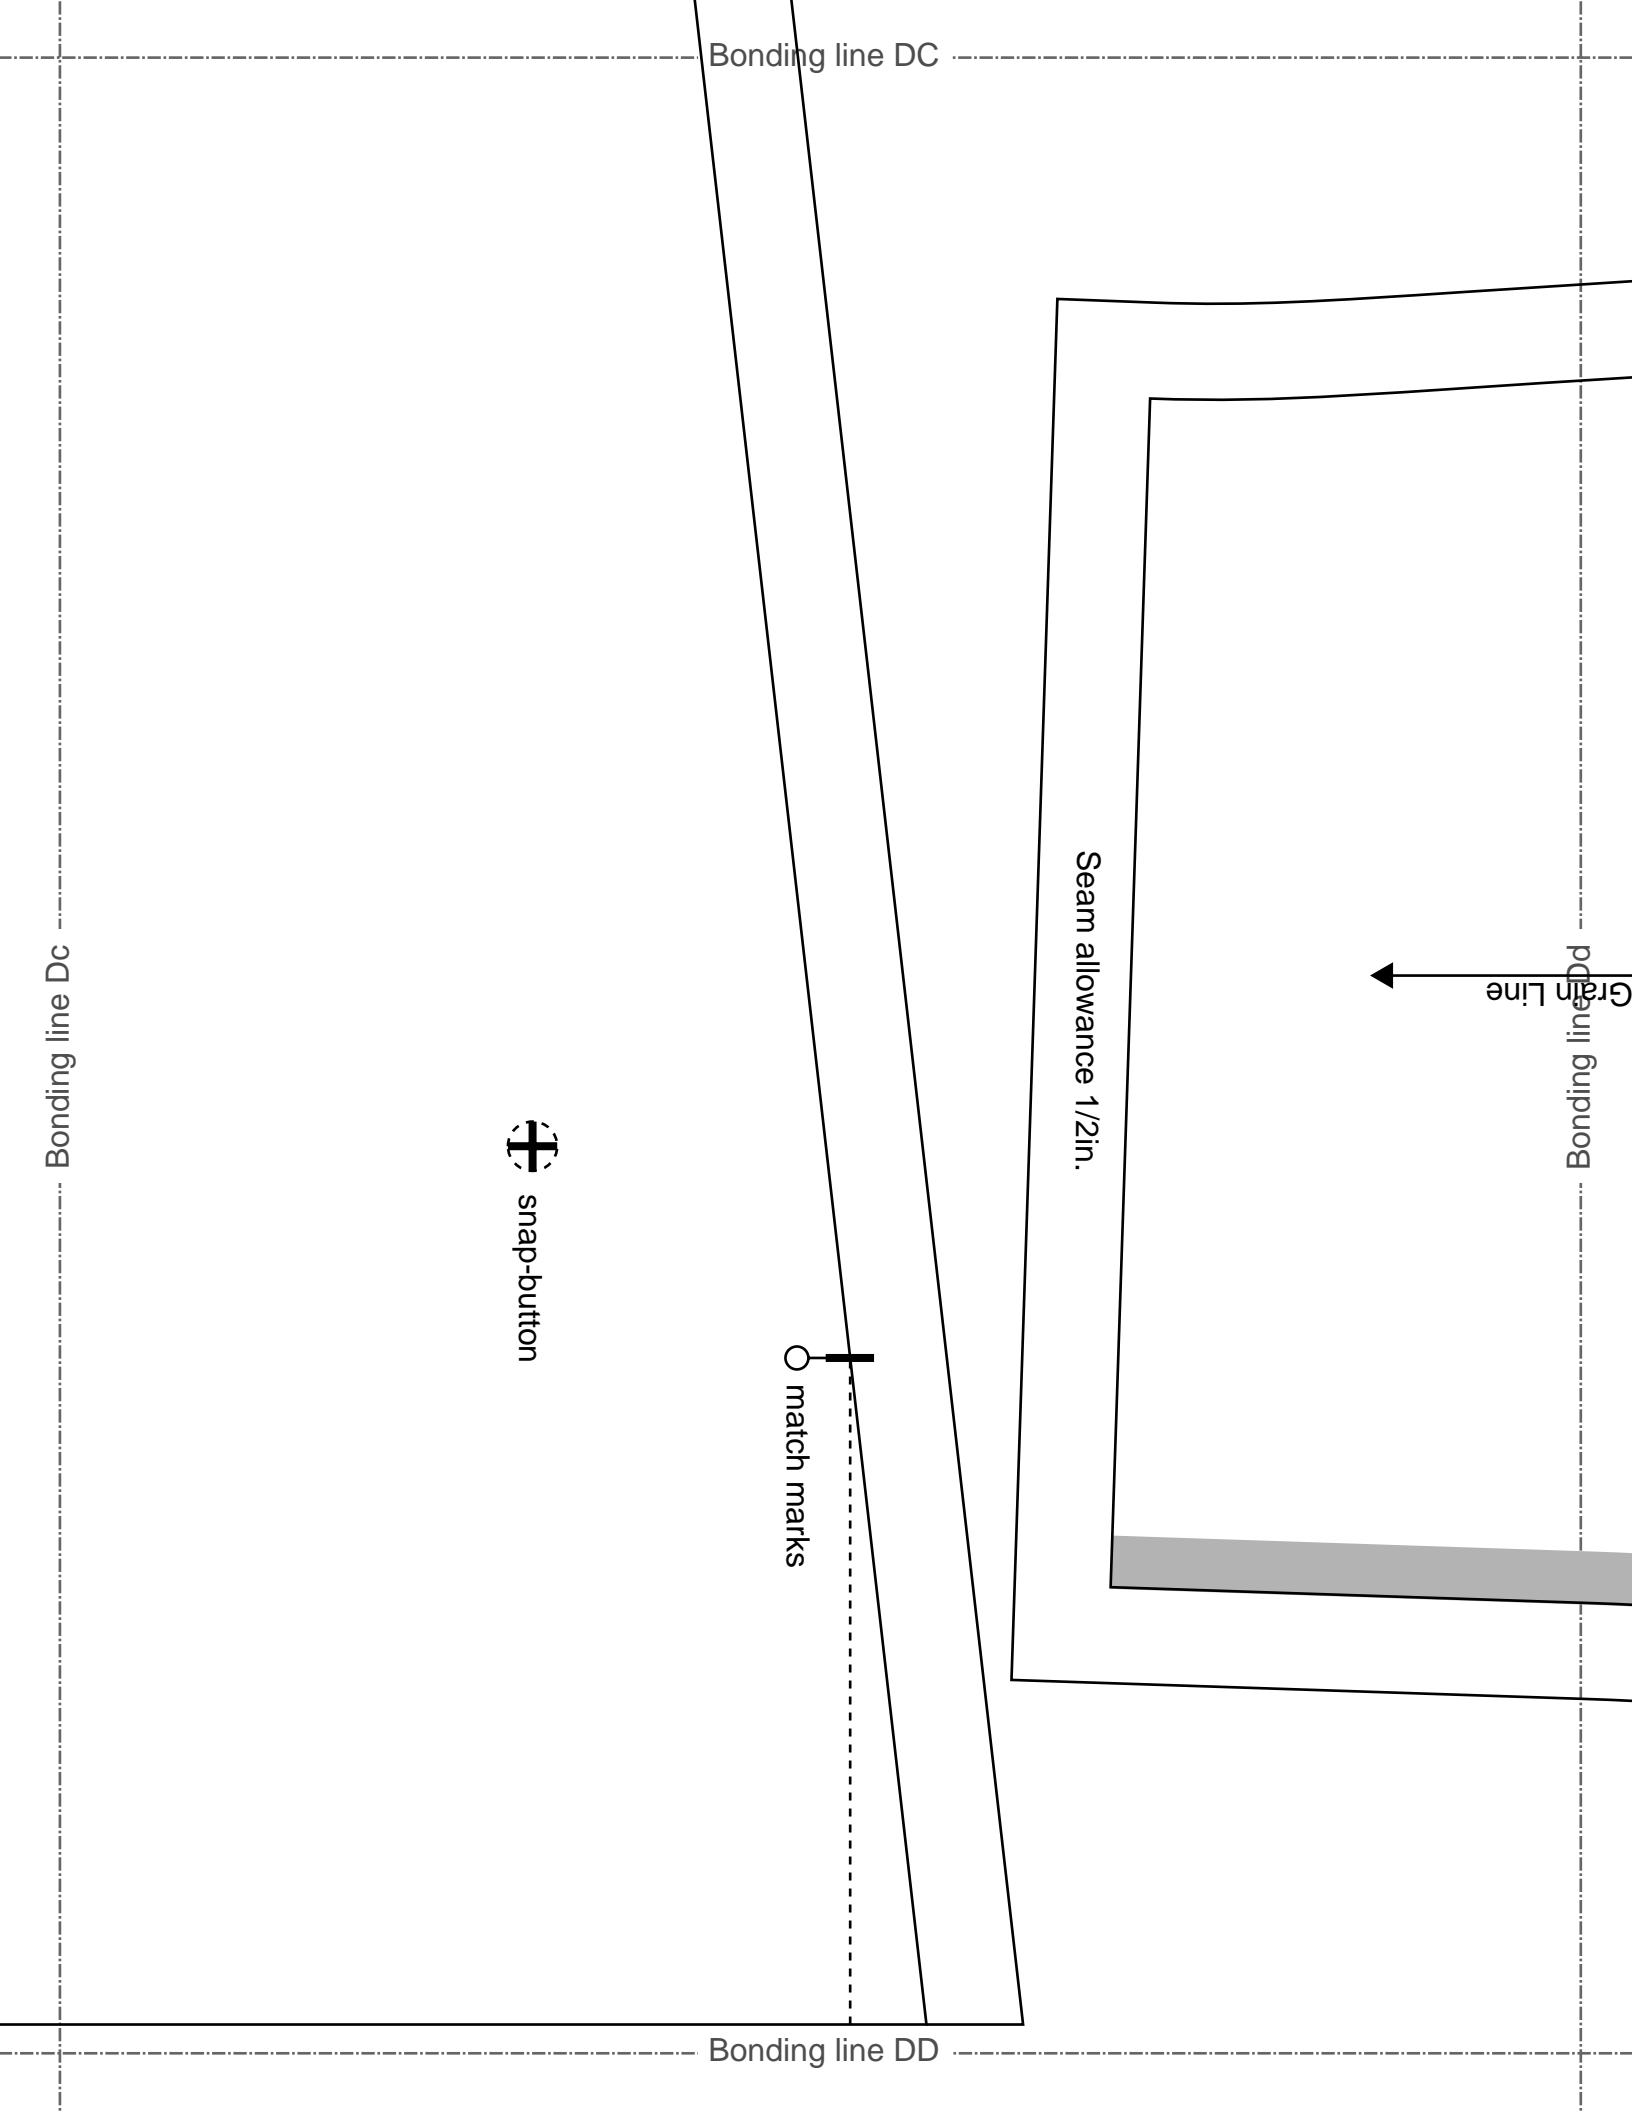 Bonding line DC
Bonding line Dc
Seam allowance 1/2in.
Grain Line
Bonding line Dd
snap-button
match marks
Bonding line DD